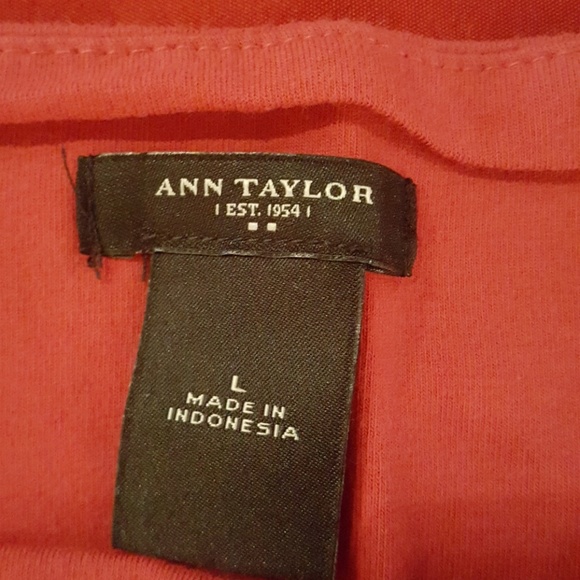 ANN TAYLOR
| EST. 1954 |
L
MADE IN
INDONESIA